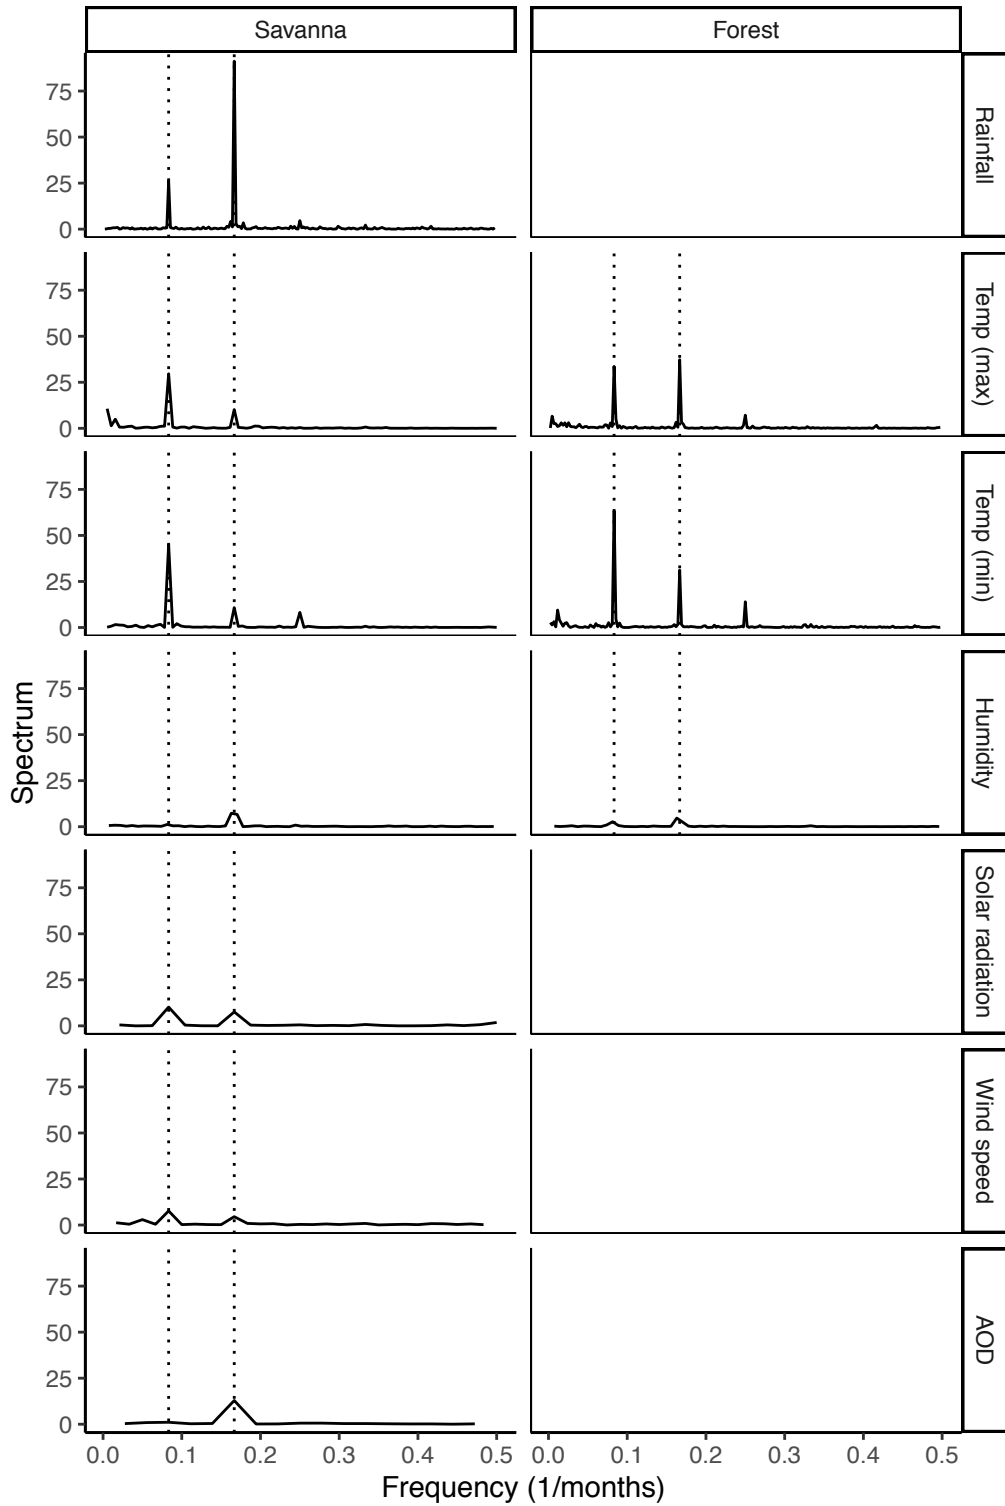 Savanna Forest
75
50
25
0
Rainfall
75
50
25
0
Temp (max)
75
50
25
0
Temp (min)
Spectrum
75
50
25
0
Humidity
75
50
25
0
Solar radiation
75
50
25
0
Wind speed
75
50
25
0
AOD
0.0 0.1 0.2 0.3 0.4 0.5 0.0 0.1 0.2 0.3 0.4 0.5
Frequency (1/months)